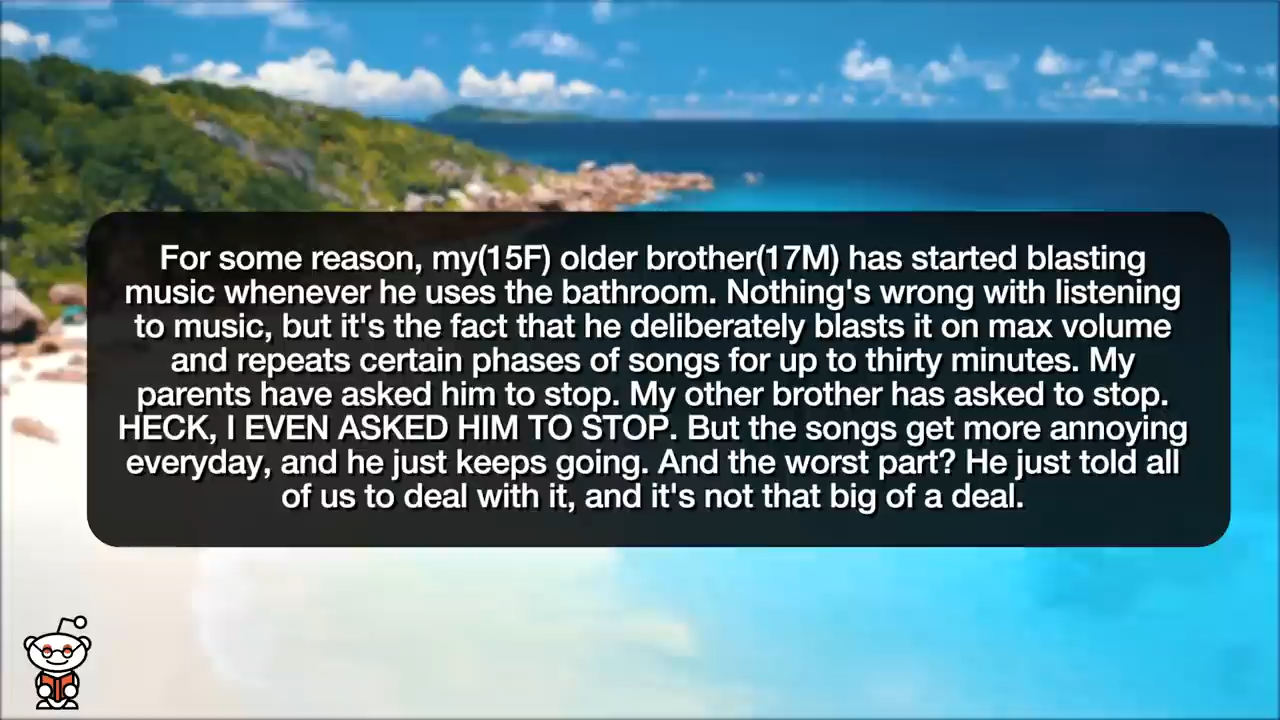 For some reason, my(15F) older brother(17M) has started blasting
music whenever he uses the bathroom. Nothing's wrong with listening
to music, but it's the fact that he deliberately blasts it on max volume
and repeats certain phases of songs for up to thirty minutes. My
parents have asked him to stop. My other brother has asked to stop.
HECK, I EVEN ASKED HIM TO STOP. But the songs get more annoying
everyday, and he just keeps going. And the worst part? He just told all
of us to deal with it, and it's not that big of a deal.